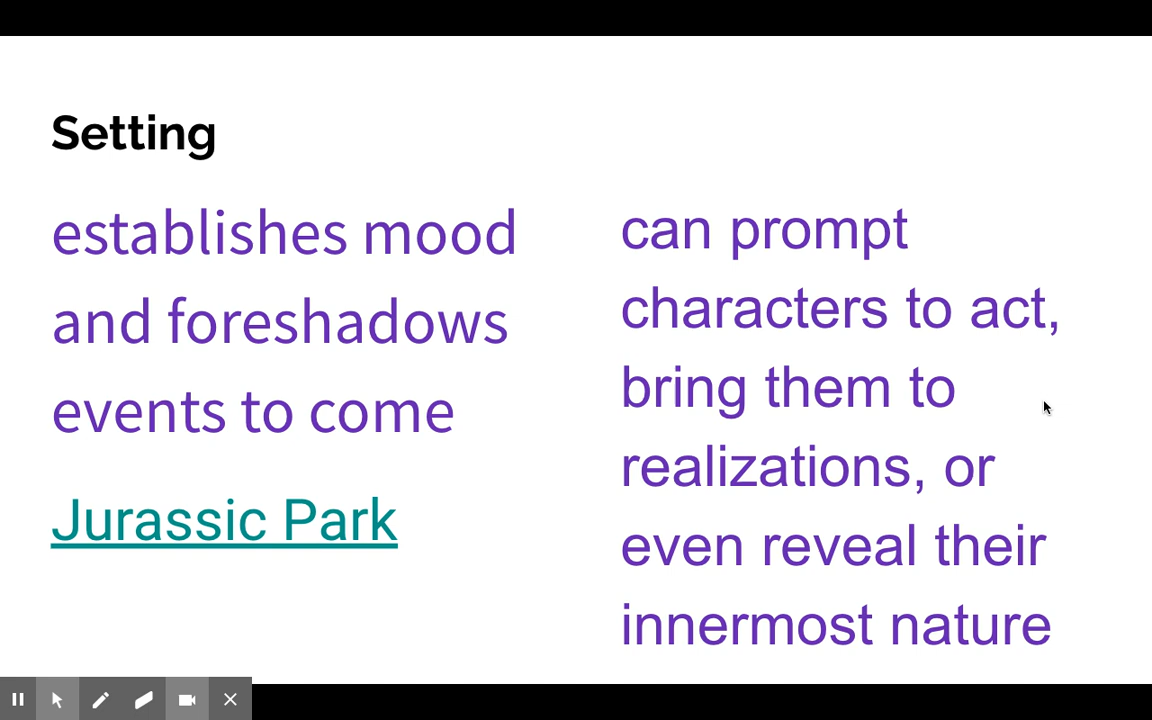 Setting
establishes mood
and foreshadows
events to come
Jurassic Park
can prompt
characters to act,
bring them to
realizations, or
even reveal their
innermost nature